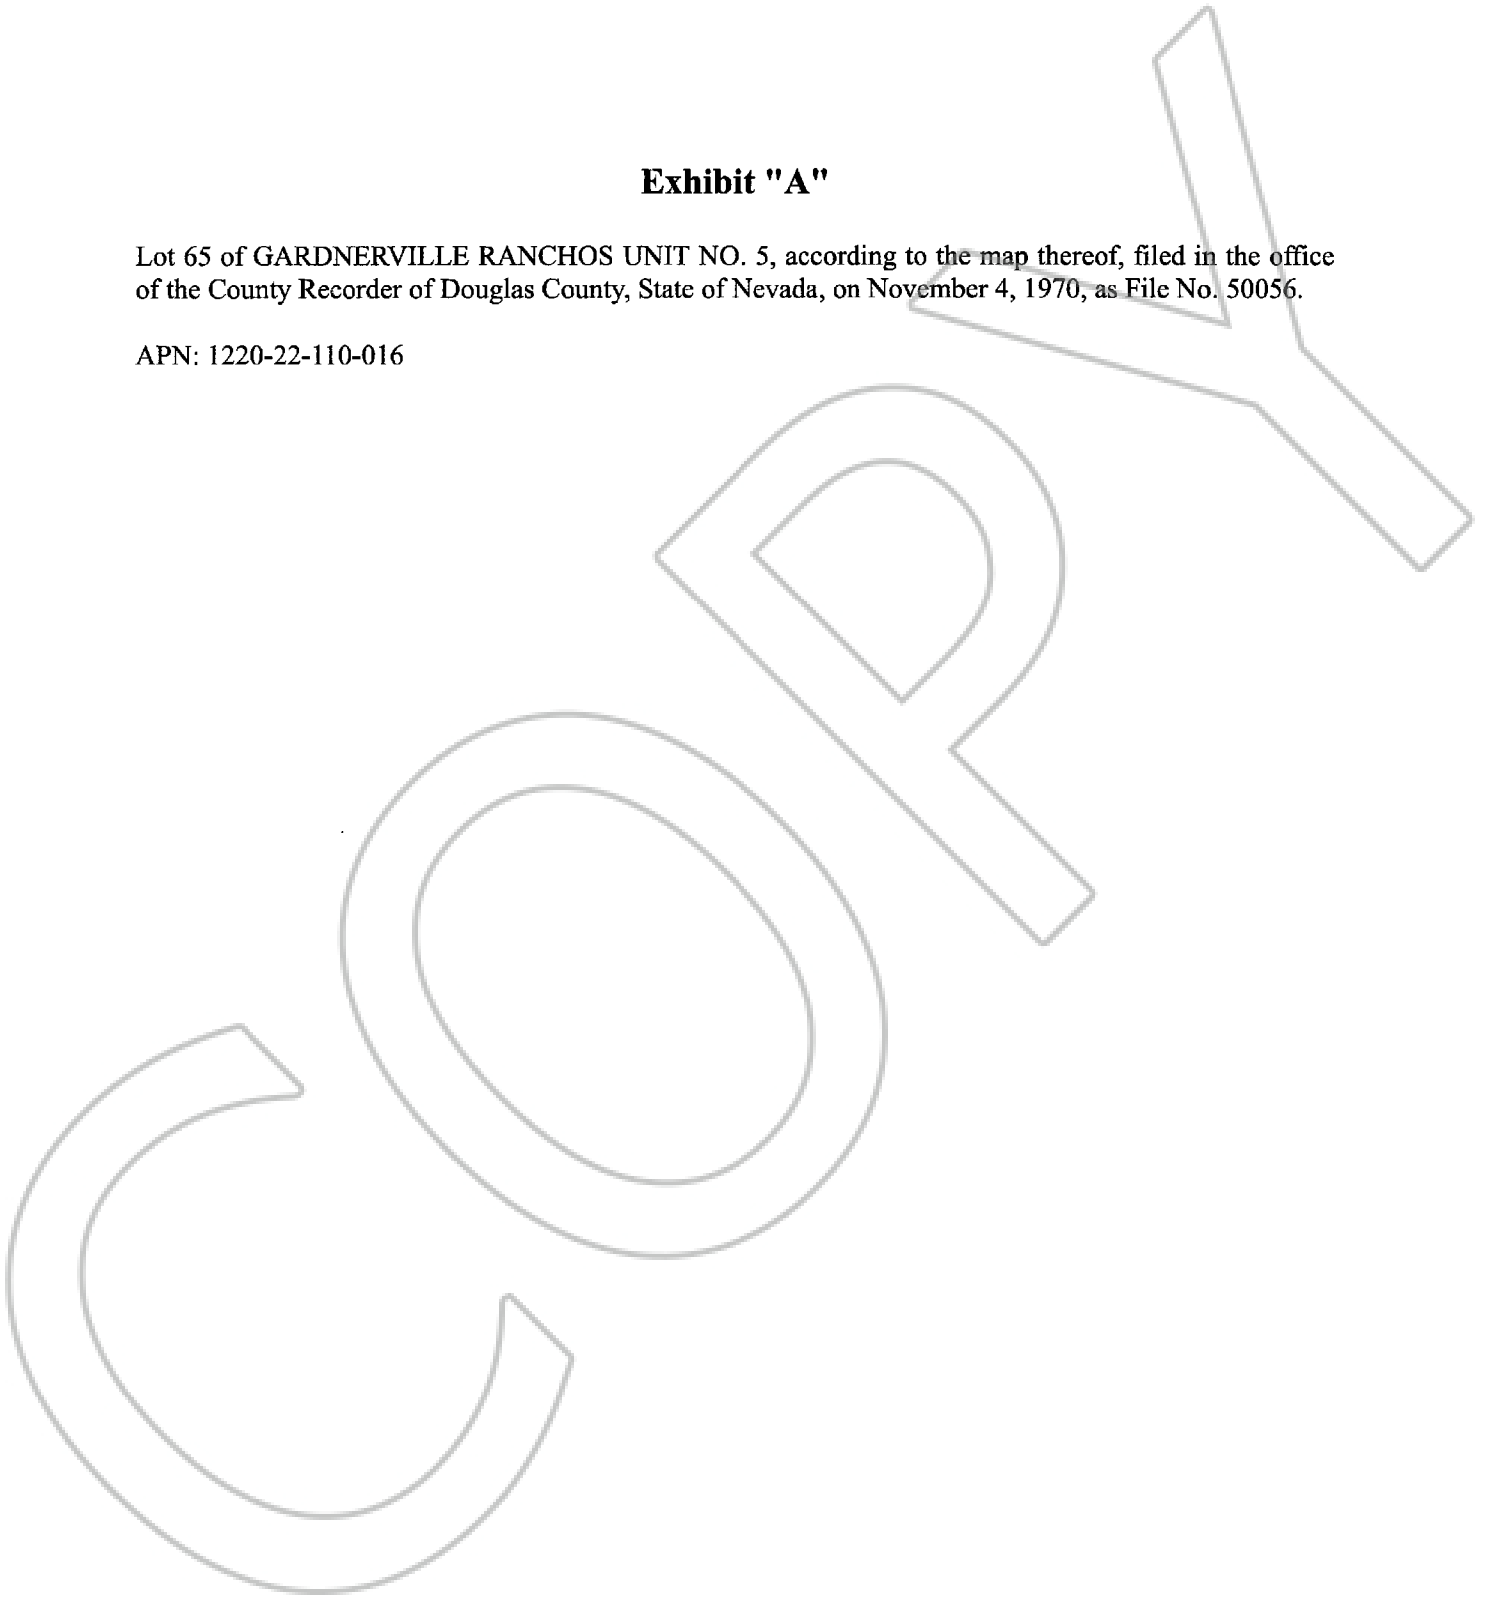 Exhibit "A"
Lot 65 of GARDNERVILLE RANCHOS UNIT NO. 5, according to the map thereof, filed in the office
of the County Recorder of Douglas County, State of Nevada, on November 4, 1970, as File No. 50056.
APN: 1220-22-110-016
COPY